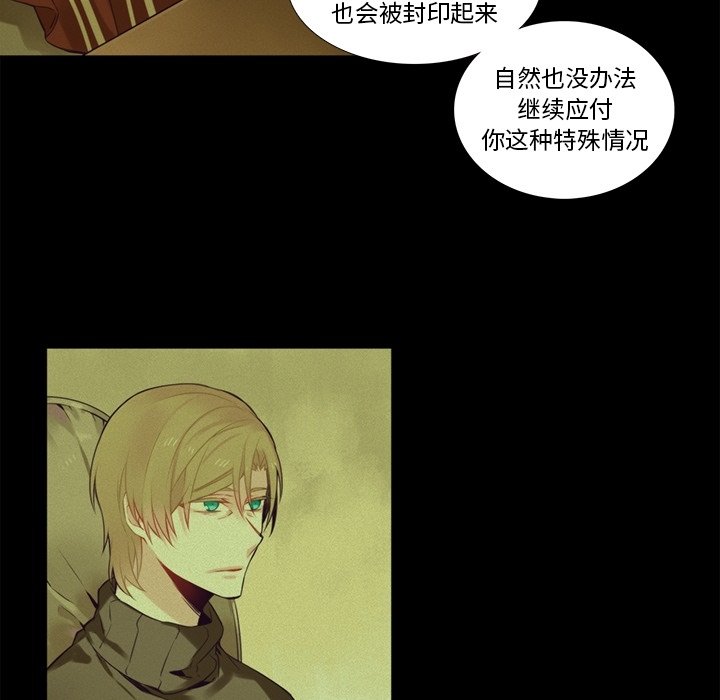 也会被封印起来
自然也没办法
继续应付
你这种特殊情况